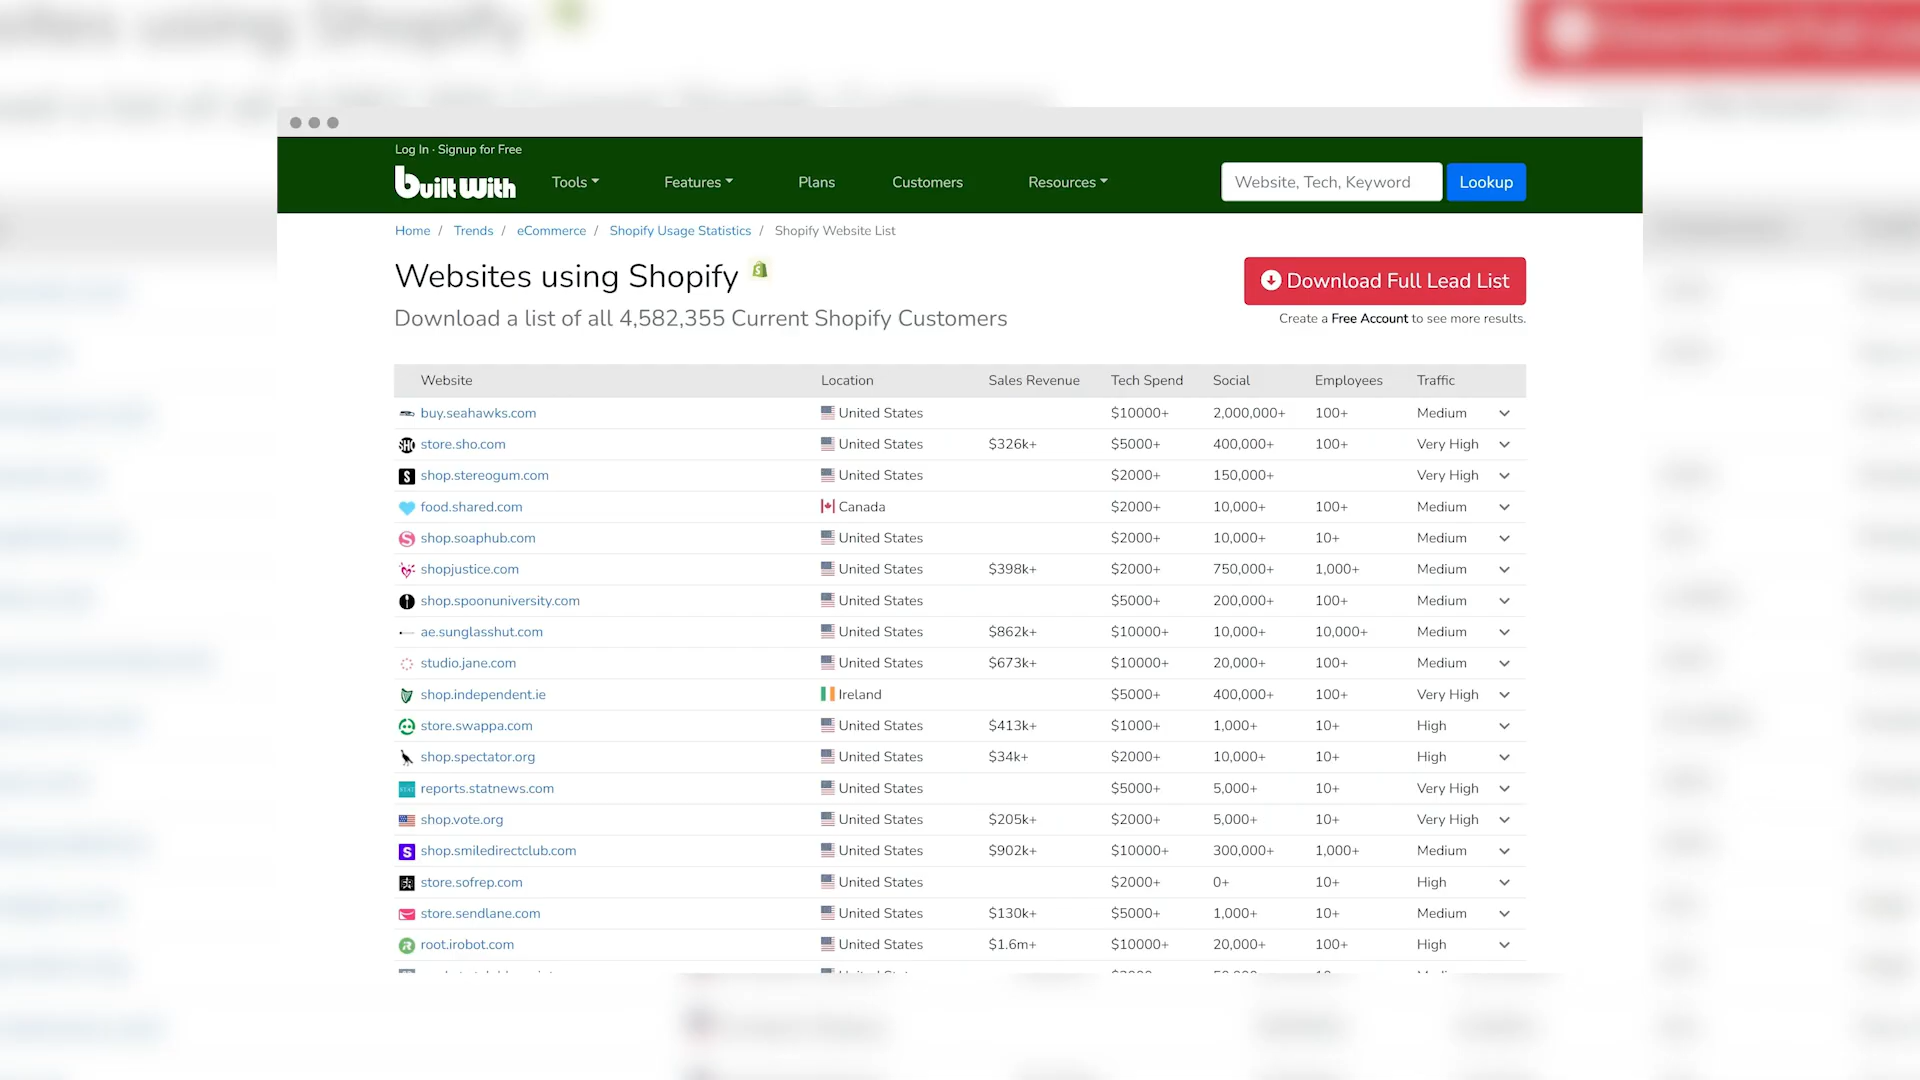 Log In · Signup for Free
built with
Tools Features Plans Customers Resources Website, Tech, Keyword Lookup
Home / Trends / eCommerce / Shopify Usage Statistics / Shopify Website List
Websites using Shopify
Download Full Lead List
Download a list of all 4,582,355 Current Shopify Customers
Create a Free Account to see more results.
Website Location Sales Revenue Tech Spend Social Employees Traffic
buy.seahawks.com United States $10000+ 2,000,000+ 100+ Medium
store.sho.com United States $326k+ $5000+ 400,000+ 100+ Very High
shop.stereogum.com United States $2000+ 150,000+ Very High
food.shared.com Canada $2000+ 10,000+ 100+ Medium
shop.soaphub.com United States $2000+ 10,000+ 10+ Medium
shopjustice.com United States $398k+ $2000+ 750,000+ 1,000+ Medium
shop.spoonuniversity.com United States $5000+ 200,000+ 100+ Medium
ae.sunglasshut.com United States $862k+ $10000+ 10,000+ 10,000+ Medium
studio.jane.com United States $673k+ $10000+ 20,000+ 100+ Medium
shop.independent.ie Ireland $5000+ 400,000+ 100+ Very High
store.swappa.com United States $413k+ $1000+ 1,000+ 10+ High
shop.spectator.org United States $34k+ $2000+ 10,000+ 10+ High
reports.statnews.com United States $5000+ 5,000+ 10+ Very High
shop.vote.org United States $205k+ $2000+ 5,000+ 10+ Very High
shop.smiledirectclub.com United States $902k+ $10000+ 300,000+ 1,000+ Medium
store.sofrep.com United States $2000+ 0+ 10+ High
store.sendlane.com United States $130k+ $5000+ 1,000+ 10+ Medium
root.irobot.com United States $1.6m+ $10000+ 20,000+ 100+ High